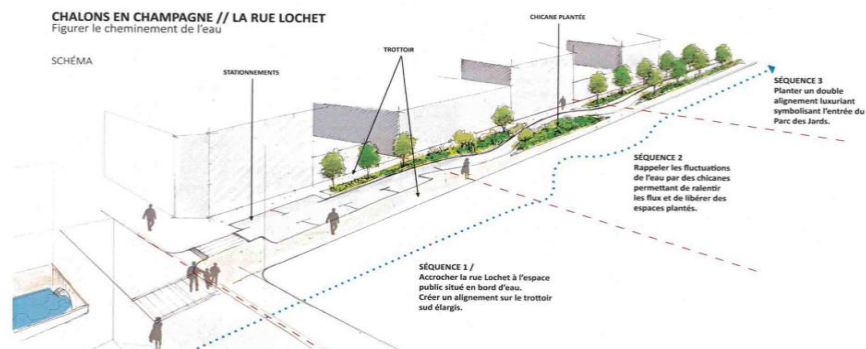 CHALONS EN CHAMPAGNE // LA RUE LOCHET
Figurer le cheminement de l'eau
SCHÉMA
STATIONNEMENTS
TROTTOIR
CHICANE PLANTÉE
SÉQUENCE 3
Planter un double
alignement luxuriant
symbolisant l'entrée du
Parc des Jards.
SÉQUENCE 2
Rappeler les fluctuations
de l'eau par des chicanes
permettant de ralentir
les flux et de libérer des
espaces plantés.
SÉQUENCE 1 /
Accrocher la rue Lochet à l'espace
public situé en bord d'eau.
Créer un alignement sur le trottoir
sud élargis.